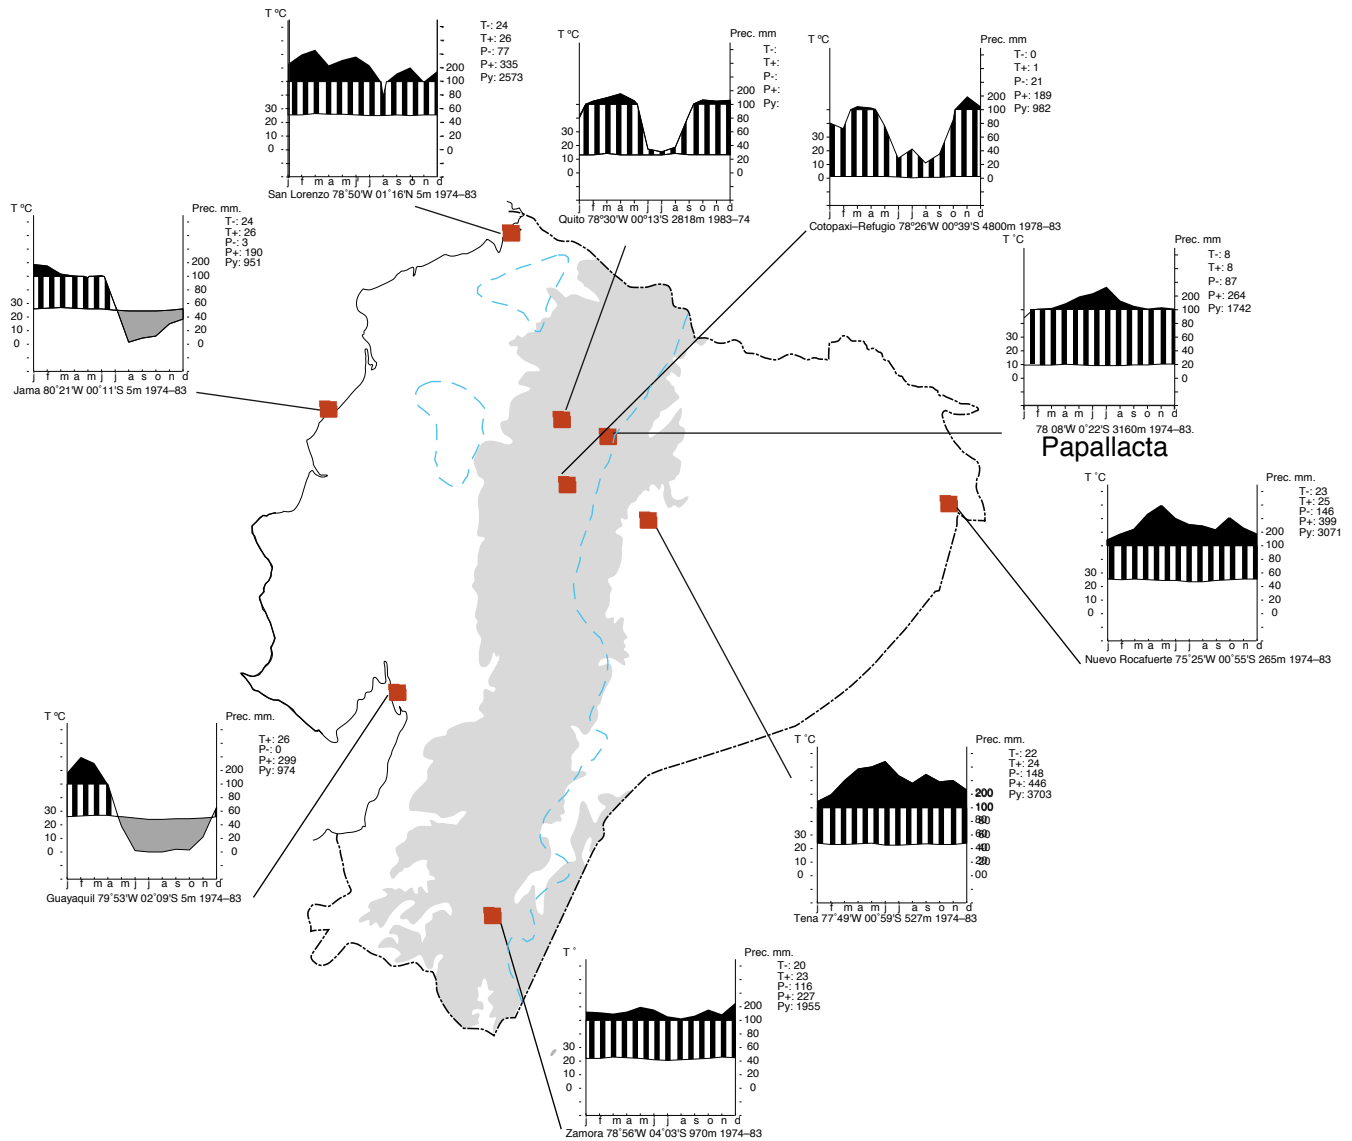 T ºC
T-: 24
T+: 26
P-: 77
P+: 335
Py: 2573
200
100
80
60
30 40
20 20
0 0
j f m a m j j a s o n d
San Lorenzo 78˚50'W 01˚16'N 5m 1974–83
T ºC Prec. mm
T-:
T+:
P-:
P+:
Py:
200
100
80
30 60
20 40
10 20
0 0
j f m a m j j a s o n d
Quito 78º30'W 00º13'S 2818m 1983–74
T ºC Prec. mm
T-: 0
T+: 1
P-: 21
P+: 189
Py: 982
200
100
80
30 60
20 40
10 20
0 0
j f m a m j j a s o n d
Cotopaxi–Refugio 78º26'W 00º39'S 4800m 1978–83
T ºC Prec. mm.
T-: 24
T+: 26
P-: 3
P+: 190
Py: 951
200
100
80
30 60
20 40
10 20
0 0
j f m a m j j a s o n d
Jama 80˚21'W 00˚11'S 5m 1974–83
T ˚C Prec. mm
T-: 8
T+: 8
P-: 87
P+: 264
Py: 1742
200
100
80
30 60
20 40
10 20
0 0
j f m a m j j a s o n d
78 08'W 0˚22'S 3160m 1974–83.
Papallacta
T ˚C Prec. mm.
T-: 23
T+: 25
P-: 146
P+: 399
Py: 3071
200
100
80
30 60
20 40
10 20
0 0
j f m a m j j a s o n d
Nuevo Rocafuerte 75˚25'W 00˚55'S 265m 1974–83
T ºC Prec. mm.
T+: 26
P-: 0
P+: 299
Py: 974
200
100
80
30 60
20 40
10 20
0 0
j f m a m j j a s o n d
Guayaquil 79˚53'W 02˚09'S 5m 1974–83
T ˚C Prec. mm.
T-: 22
T+: 24
P-: 148
P+: 446
Py: 3703
200
100
80
30 60
20 40
10 20
0 00
j f m a m j j a s o n d
Tena 77˚49'W 00˚59'S 527m 1974–83
T ˚ Prec. mm.
T-: 20
T+: 23
P-: 116
P+: 227
Py: 1955
200
100
80
30 60
20 40
10 20
0 0
j f m a m j j a s o n d
Zamora 78˚56'W 04˚03'S 970m 1974–83